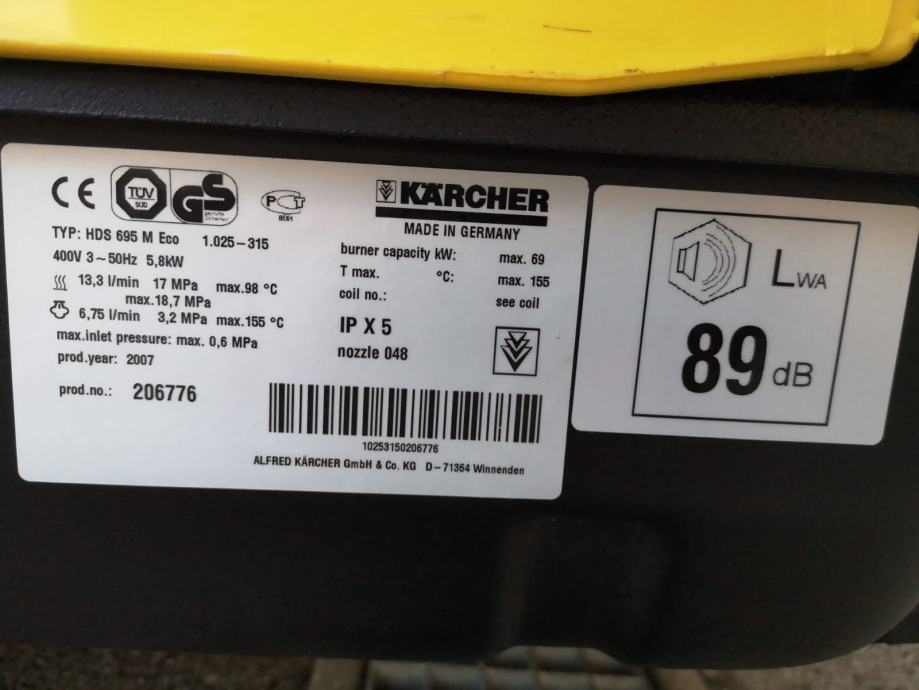 CE TÜV SÜD GS geprüfte Sicherheit PCT BE01
KÄRCHER
MADE IN GERMANY
TYP: HDS 695 M Eco 1.025-315
400V 3~50Hz 5,8kW
13,3 l/min 17 MPa max.98 °C
max.18,7 MPa
6,75 l/min 3,2 MPa max.155 °C
max.inlet pressure: max. 0,6 MPa
prod.year: 2007
prod.no.: 206776
burner capacity kW: max. 69
T max. °C: max. 155
coil no.: see coil
IP X 5
nozzle 048
10253150206776
ALFRED KÄRCHER GmbH & Co. KG D-71364 Winnenden
LWA
89 dB